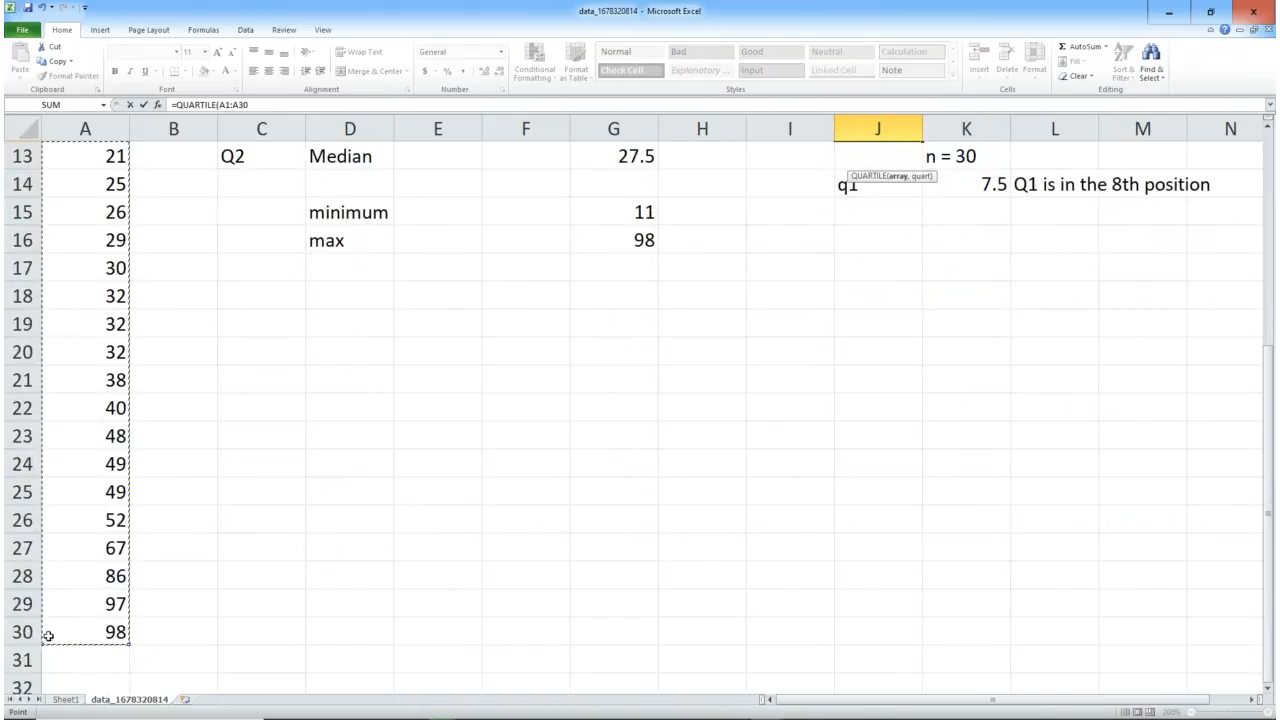 data_1678320814 - Microsoft Excel
File Home Insert Page Layout Formulas Data Review View
Paste Cut Copy Format Painter Clipboard
11 B I U Font
Wrap Text Merge & Center Alignment
General $ % , Number
Conditional Formatting Format as Table
Normal Bad Good Neutral Calculation
Check Cell Explanatory ... Input Linked Cell Note
Styles
Insert Delete Format Cells
AutoSum Fill Clear Sort & Filter Find & Select Editing
SUM fx =QUARTILE(A1:A30
A B C D E F G H I J K L M N
13 21 Q2 Median 27.5 n = 30
QUARTILE(array, quart)
14 25 q1 7.5 Q1 is in the 8th position
15 26 minimum 11
16 29 max 98
17 30
18 32
19 32
20 32
21 38
22 40
23 48
24 49
25 49
26 52
27 67
28 86
29 97
30 98
31
32
Sheet1 data_1678320814
Point 208%